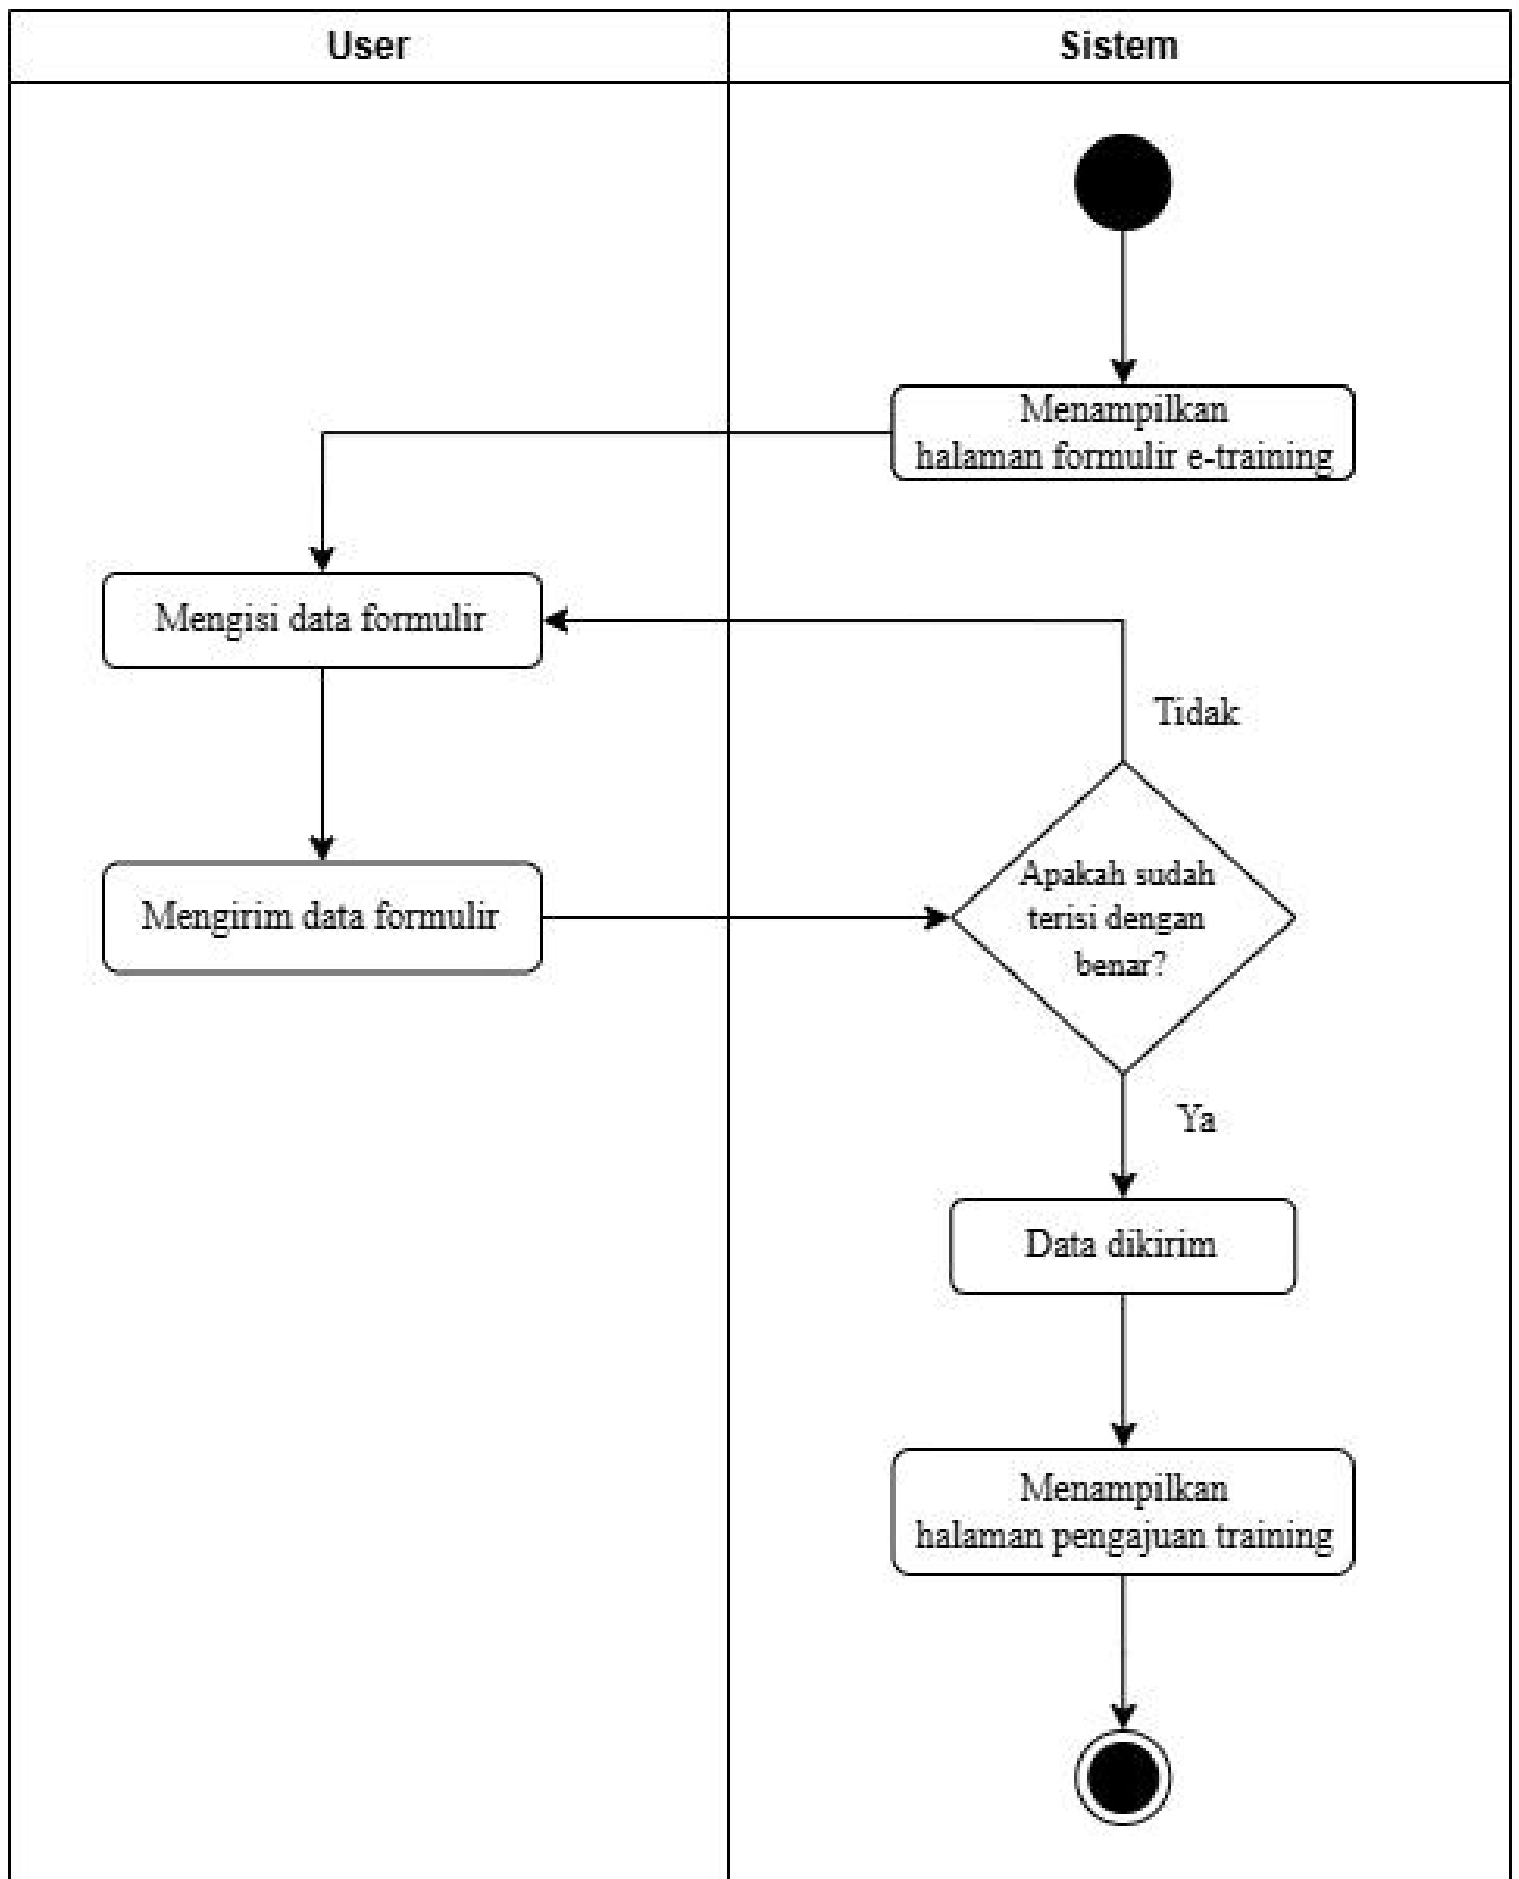 User
Sistem
Menampilkan
halaman formulir e-training
Mengisi data formulir
Tidak
Mengirim data formulir
Apakah sudah
terisi dengan
benar?
Ya
Data dikirim
Menampilkan
halaman pengajuan training